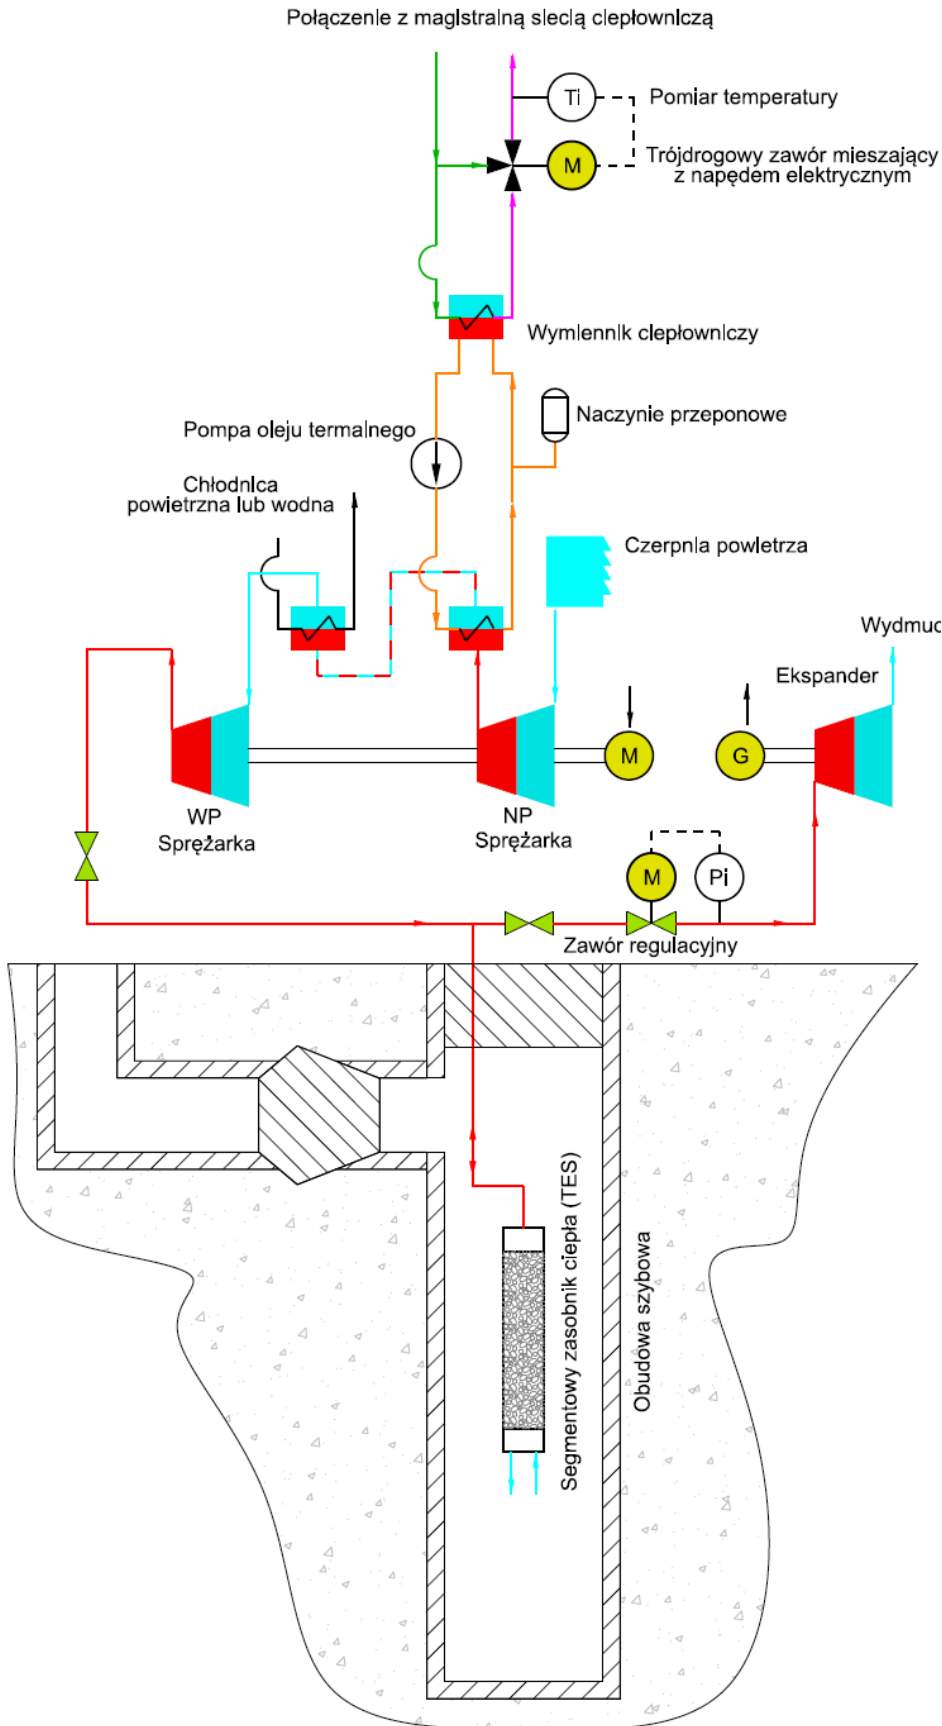 Połączenie z magistralną siecią ciepłowniczą
Ti
Pomiar temperatury
M
Trójdrogowy zawór mieszający
z napędem elektrycznym
Wymiennik ciepłowniczy
Naczynie przeponowe
Pompa oleju termalnego
Chłodnica
powietrzna lub wodna
Czerpnia powietrza
Wydmuc
Ekspander
M
G
WP
Sprężarka
NP
Sprężarka
M
Pi
Zawór regulacyjny
Segmentowy zasobnik ciepła (TES)
Obudowa szybowa